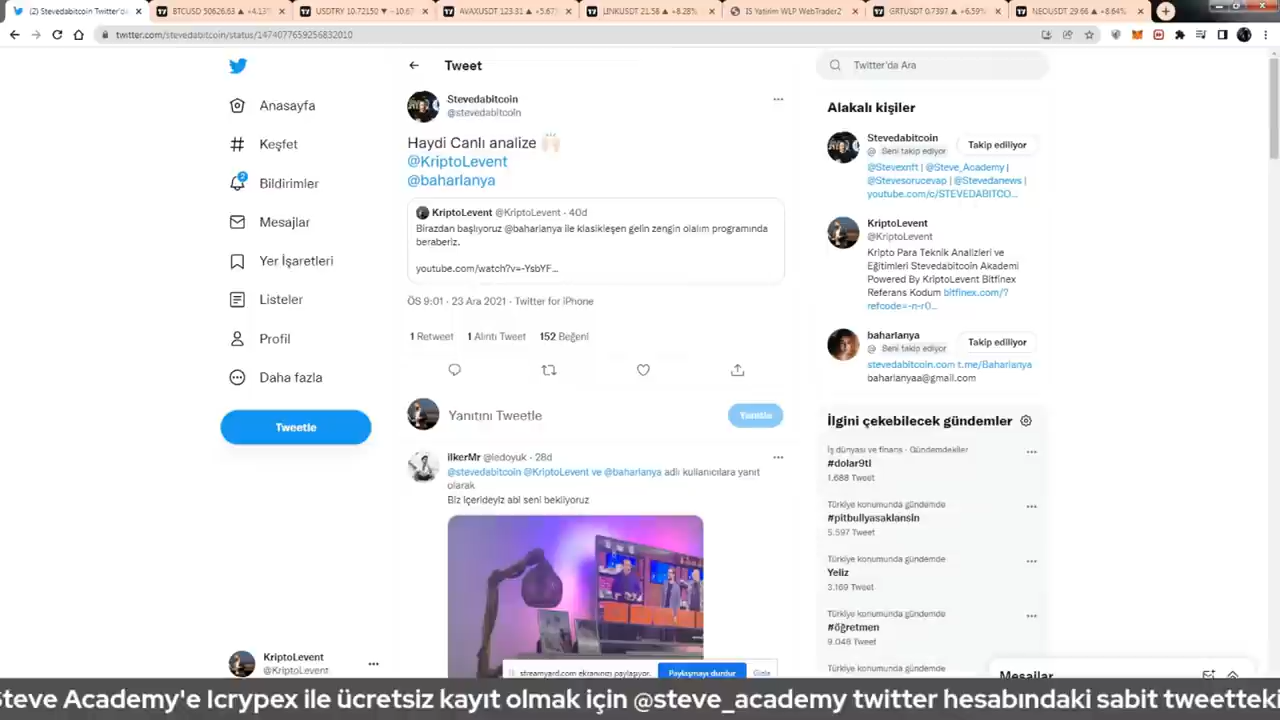 (2) Stevedabitcoin Twitter'da
BTCUSD 50626.63 ▲ +4.13%
USDTRY 10.72150 ▼ −10.67
AVAXUSDT 123.31 ▲ +5.67%
LINKUSDT 21.58 ▲ +8.28%
IS Yatirim WLP WebTrader2
GRTUSDT 0.7397 ▲ +6.59%
NEOUSDT 29.66 ▲ +8.64%
twitter.com/stevedabitcoin/status/1474077659256832010
Anasayfa
Keşfet
2
Bildirimler
Mesajlar
Yer İşaretleri
Listeler
Profil
Daha fazla
Tweetle
KriptoLevent
@KriptoLevent
Tweet
Stevedabitcoin
@stevedabitcoin
Haydi Canlı analize 🙌🏻
@KriptoLevent
@baharlanya
KriptoLevent @KriptoLevent · 40d
Birazdan başlıyoruz @baharlanya ile klasikleşen gelin zengin olalım programında
beraberiz.
youtube.com/watch?v=-YsbYF...
ÖS 9:01 · 23 Ara 2021 · Twitter for iPhone
1 Retweet 1 Alıntı Tweet 152 Beğeni
Yanıtını Tweetle
Yanıtla
ilkerMr @ledoyuk · 28d
@stevedabitcoin @KriptoLevent ve @baharlanya adlı kullanıcılara yanıt
olarak
Biz içerideyiz abi seni bekliyoruz
streamyard.com ekranınızı paylaşıyor.
Paylaşmayı durdur
Gizle
Twitter'da Ara
Alakalı kişiler
Stevedabitcoin
@ Seni takip ediyor
Takip ediliyor
@Stevexnft | @Steve_Academy |
@Stevesorucevap | @Stevedanews |
youtube.com/c/STEVEDABITCO...
KriptoLevent
@KriptoLevent
Kripto Para Teknik Analizleri ve
Eğitimleri Stevedabitcoin Akademi
Powered By KriptoLevent Bitfinex
Referans Kodum bitfinex.com/?
refcode=-n-r0...
baharlanya
@ Seni takip ediyor
Takip ediliyor
stevedabitcoin.com t.me/Baharlanya
baharlanyaa@gmail.com
İlgini çekebilecek gündemler
İş dünyası ve finans · Gündemdekiler
#dolar9tl
1.688 Tweet
Türkiye konumunda gündemde
#pitbullyasaklansin
5.597 Tweet
Türkiye konumunda gündemde
Yeliz
3.169 Tweet
Türkiye konumunda gündemde
#öğretmen
9.048 Tweet
Türkiye konumunda gündemde
Mesajlar
Steve Academy'e Icrypex ile ücretsiz kayıt olmak için @steve_academy twitter hesabındaki sabit tweetteki